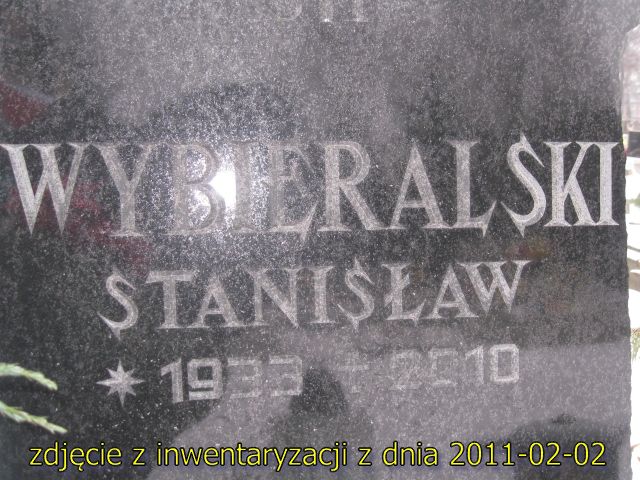 WYBIERALSKI
STANISŁAW
* 1933 + 2010
zdjęcie z inwentaryzacji z dnia 2011-02-02